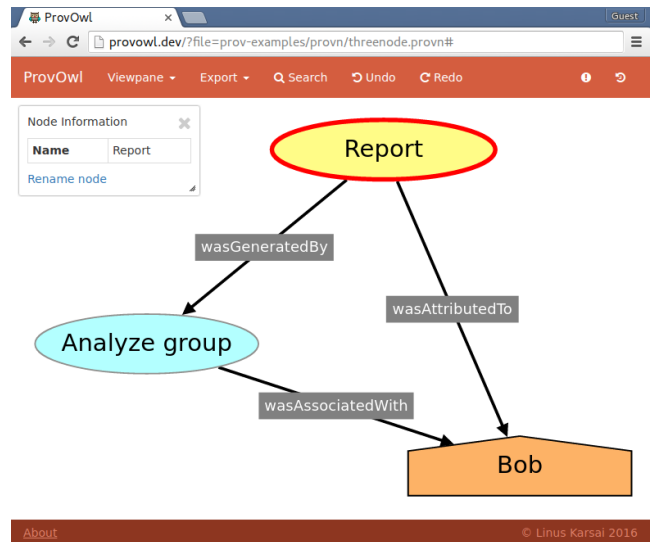 ProvOwl
Guest
provowl.dev/?file=prov-examples/provn/threenode.provn#
ProvOwl Viewpane Export Search Undo Redo
Node Information
Name Report
Rename node
Report
wasGeneratedBy
wasAttributedTo
Analyze group
wasAssociatedWith
Bob
About © Linus Karsai 2016